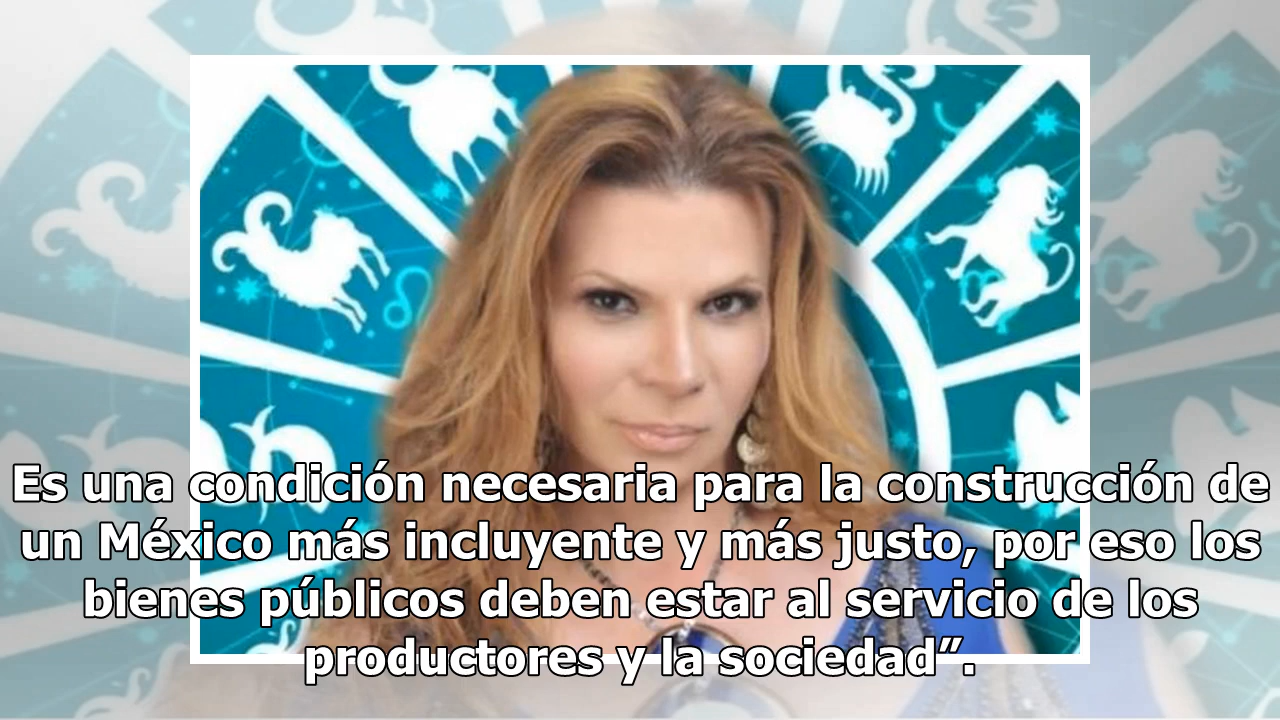 Es una condición necesaria para la construcción de
un México más incluyente y más justo, por eso los
bienes públicos deben estar al servicio de los
productores y la sociedad”.